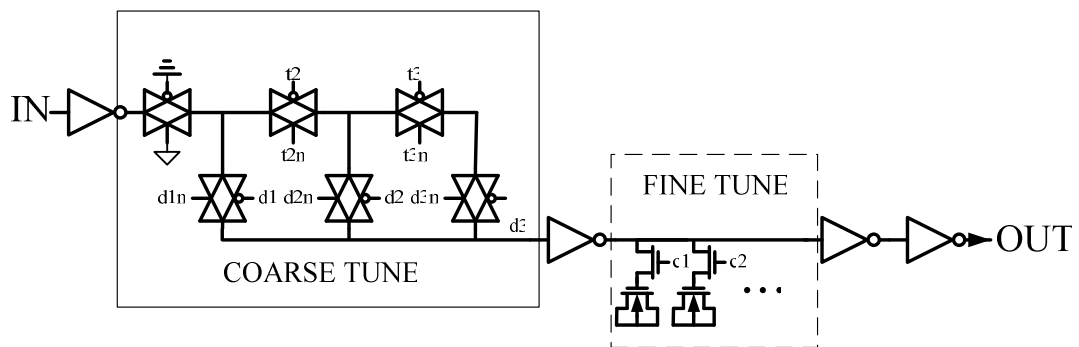 t2 t3
IN
t2n t3n
FINE TUNE
d1n d1 d2n d2 d3n
d3
OUT
COARSE TUNE
c1 c2
...